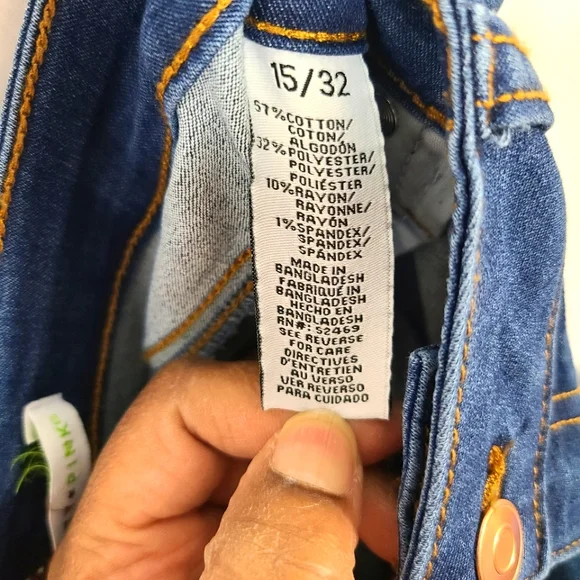 15/32
57%COTTON/
COTON/
ALGODÓN
32%POLYESTER/
POLYESTER/
POLIÉSTER
10%RAYON/
RAYONNE/
RAYÓN
1%SPANDEX/
SPANDEX/
SPÁNDEX
MADE IN
BANGLADESH
FABRIQUÉ IN
BANGLADESH
HECHO EN
BANGLADESH
RN#: 52469
SEE REVERSE
FOR CARE
DIRECTIVES
D'ENTRETIEN
AU VERSO
VER REVERSO
PARA CUIDADO